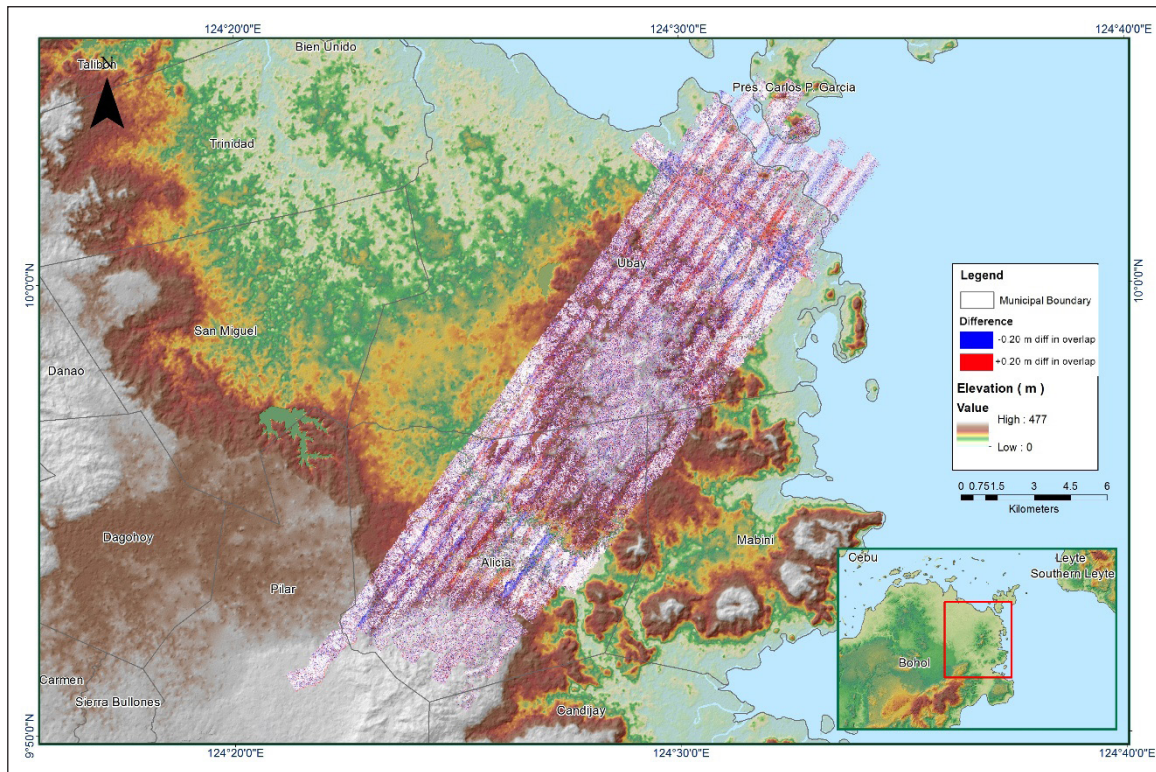 124°20'0"E
124°30'0"E
124°40'0"E
Bien Unido
Talibon
N
Pres. Carlos P. Garcia
Trinidad
Ubay
10°0'0"N
10°0'0"N
San Miguel
Danao
Legend
Municipal Boundary
Difference
-0.20 m diff in overlap
+0.20 m diff in overlap
Elevation ( m )
Value
High : 477
Low : 0
0 0.75 1.5 3 4.5 6
Kilometers
Dagohoy
Mabini
Alicia
Pilar
Cebu
Leyte
Southern Leyte
Bohol
Carmen
Sierra Bullones
Candijay
9°50'0"N
124°20'0"E
124°30'0"E
124°40'0"E